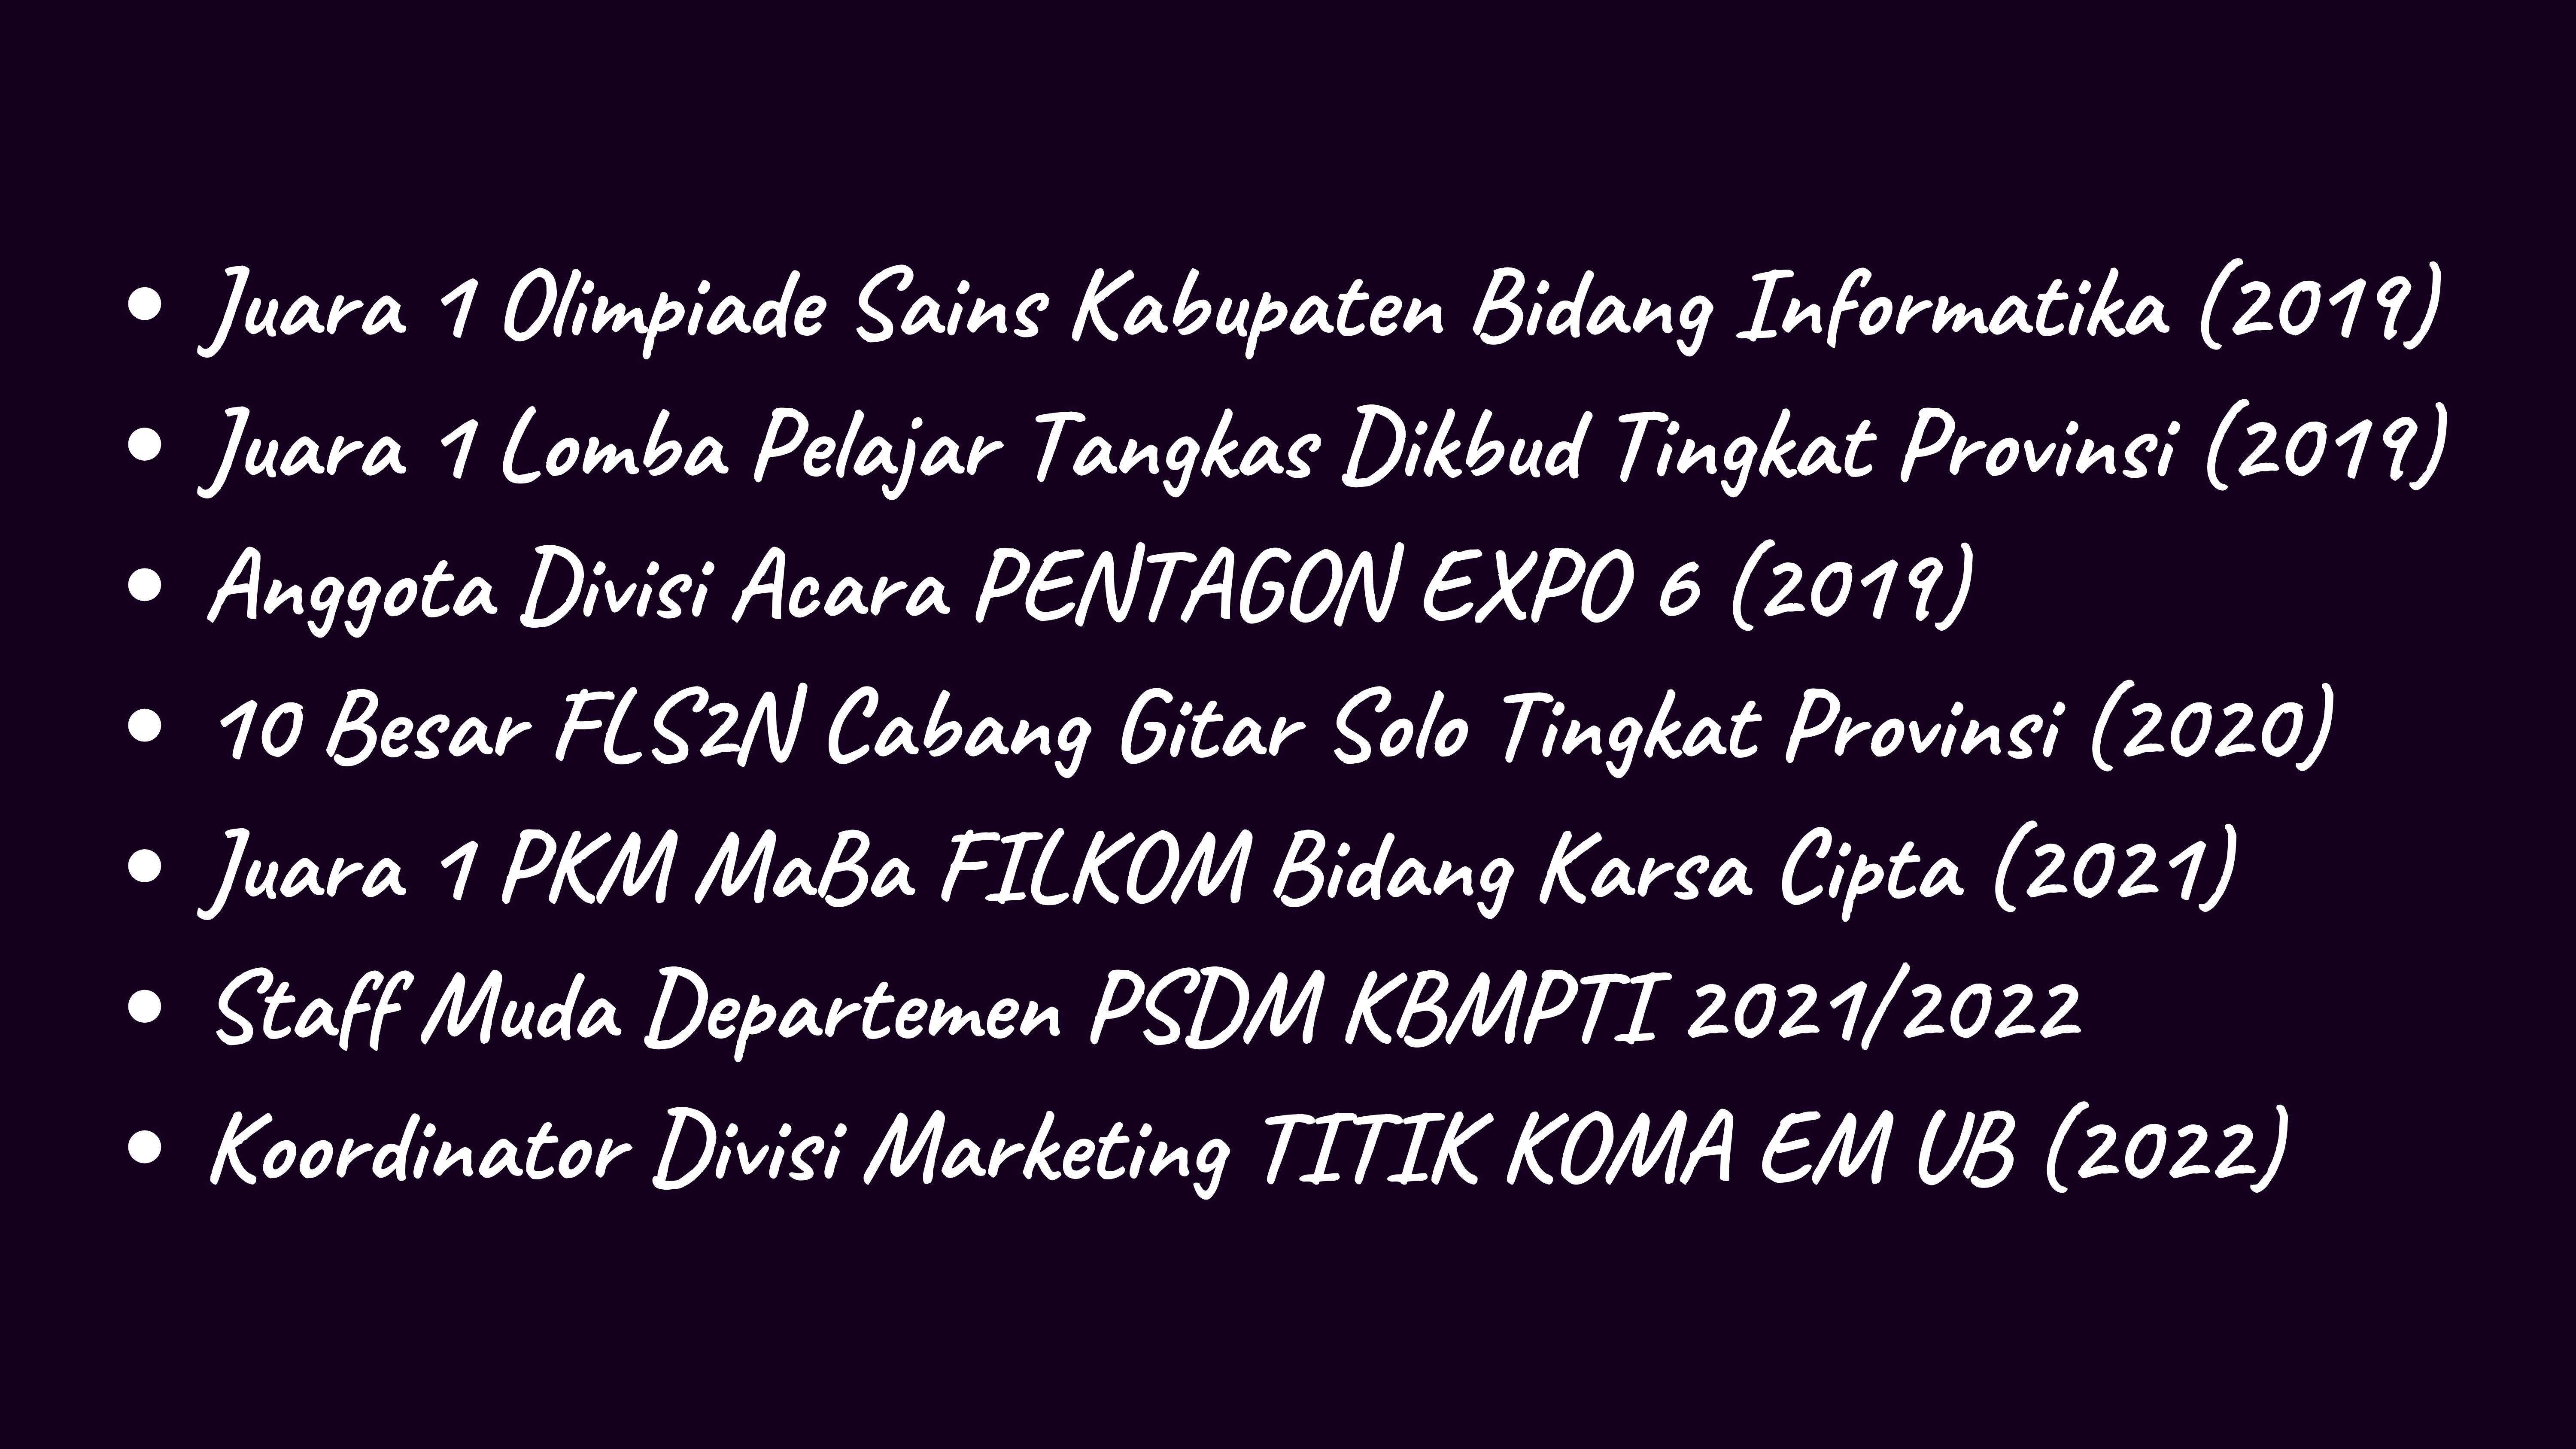 • Juara 1 Olimpiade Sains Kabupaten Bidang Informatika (2019)
• Juara 1 Lomba Pelajar Tangkas Dikbud Tingkat Provinsi (2019)
• Anggota Divisi Acara PENTAGON EXPO 6 (2019)
• 10 Besar FLS2N Cabang Gitar Solo Tingkat Provinsi (2020)
• Juara 1 PKM MaBa FILKOM Bidang Karsa Cipta (2021)
• Staff Muda Departemen PSDM KBMPTI 2021/2022
• Koordinator Divisi Marketing TITIK KOMA EM UB (2022)